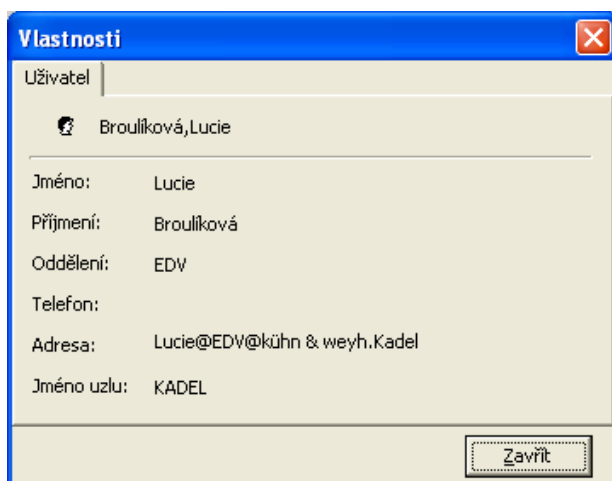 Vlastnosti
Uživatel
Broulíková,Lucie
Jméno: Lucie
Příjmení: Broulíková
Oddělení: EDV
Telefon:
Adresa: Lucie@EDV@kühn & weyh.Kadel
Jméno uzlu: KADEL
Zavřít